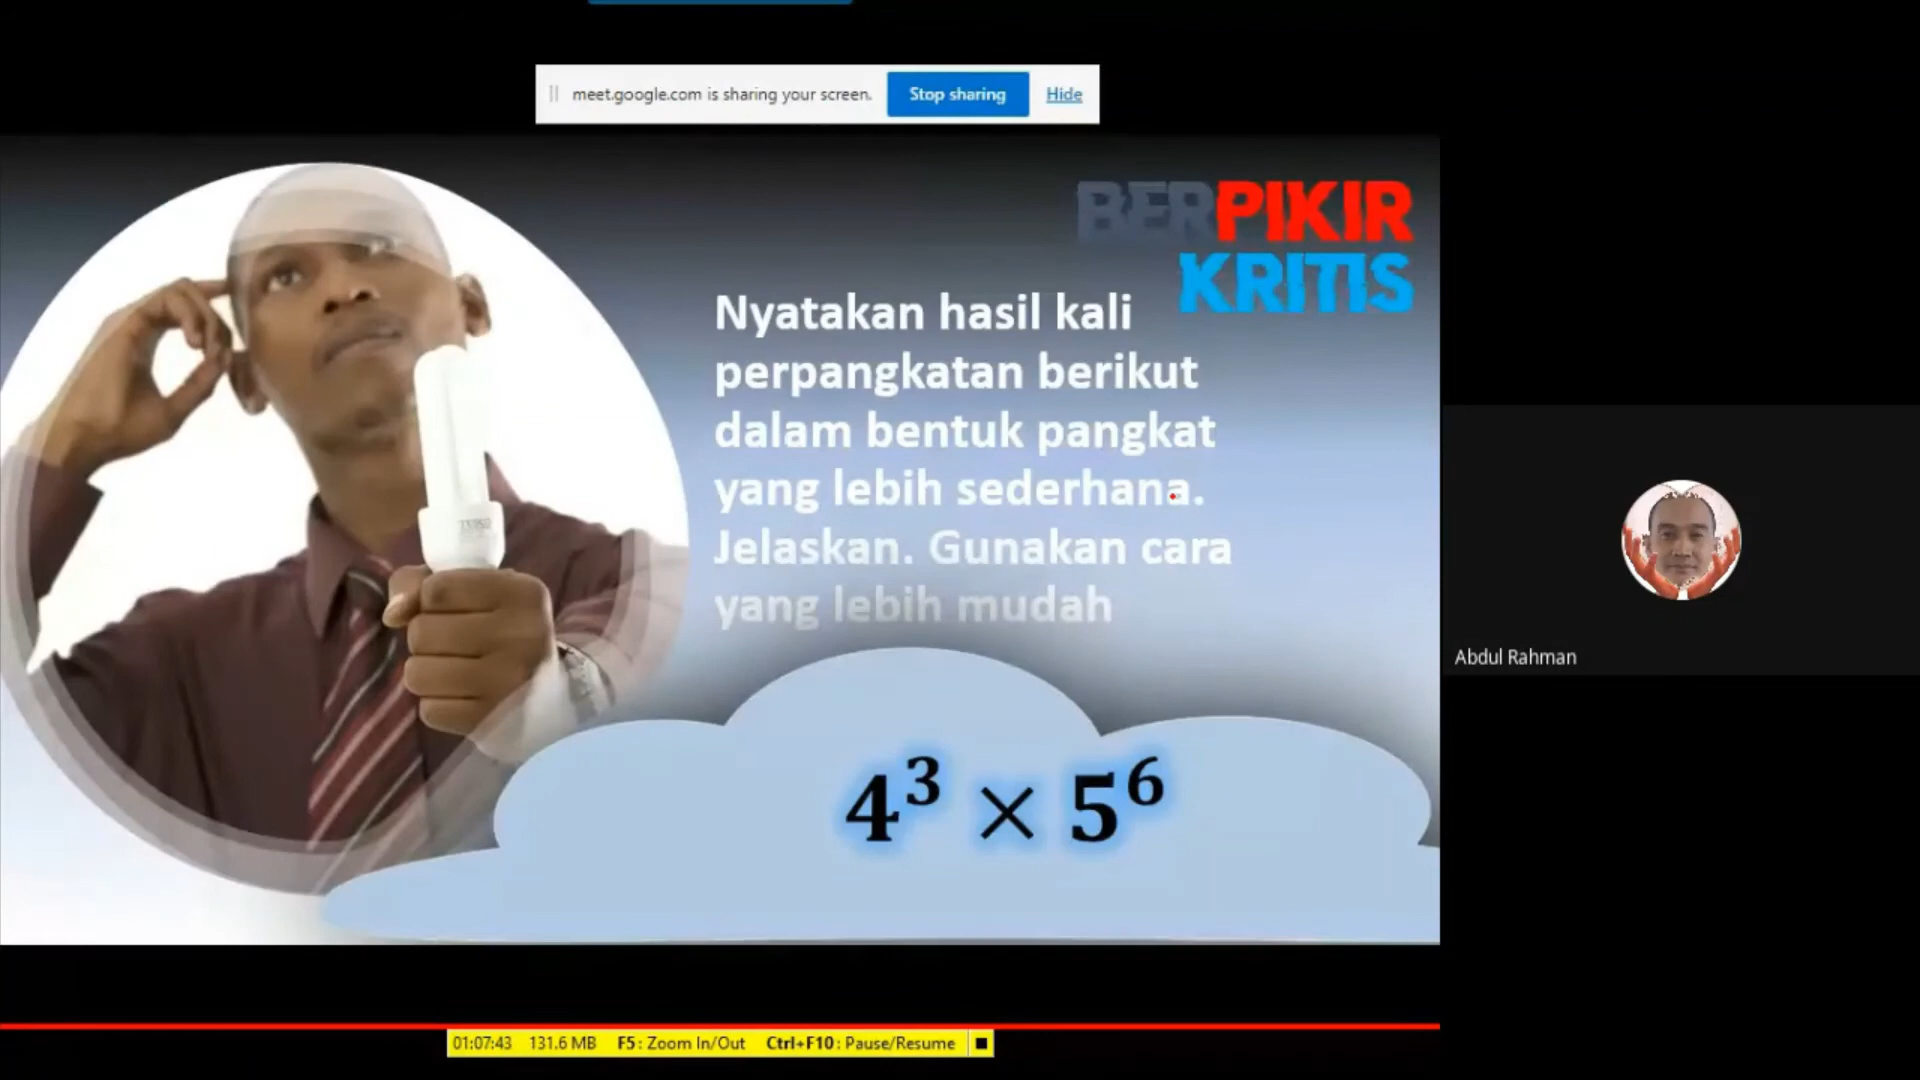 meet.google.com is sharing your screen. Stop sharing Hide
BERPIKIR
KRITIS
Nyatakan hasil kali
perpangkatan berikut
dalam bentuk pangkat
yang lebih sederhana.
Jelaskan. Gunakan cara
yang lebih mudah
4³ × 5⁶
Abdul Rahman
01:07:43 131.6 MB F5: Zoom In/Out Ctrl+F10: Pause/Resume